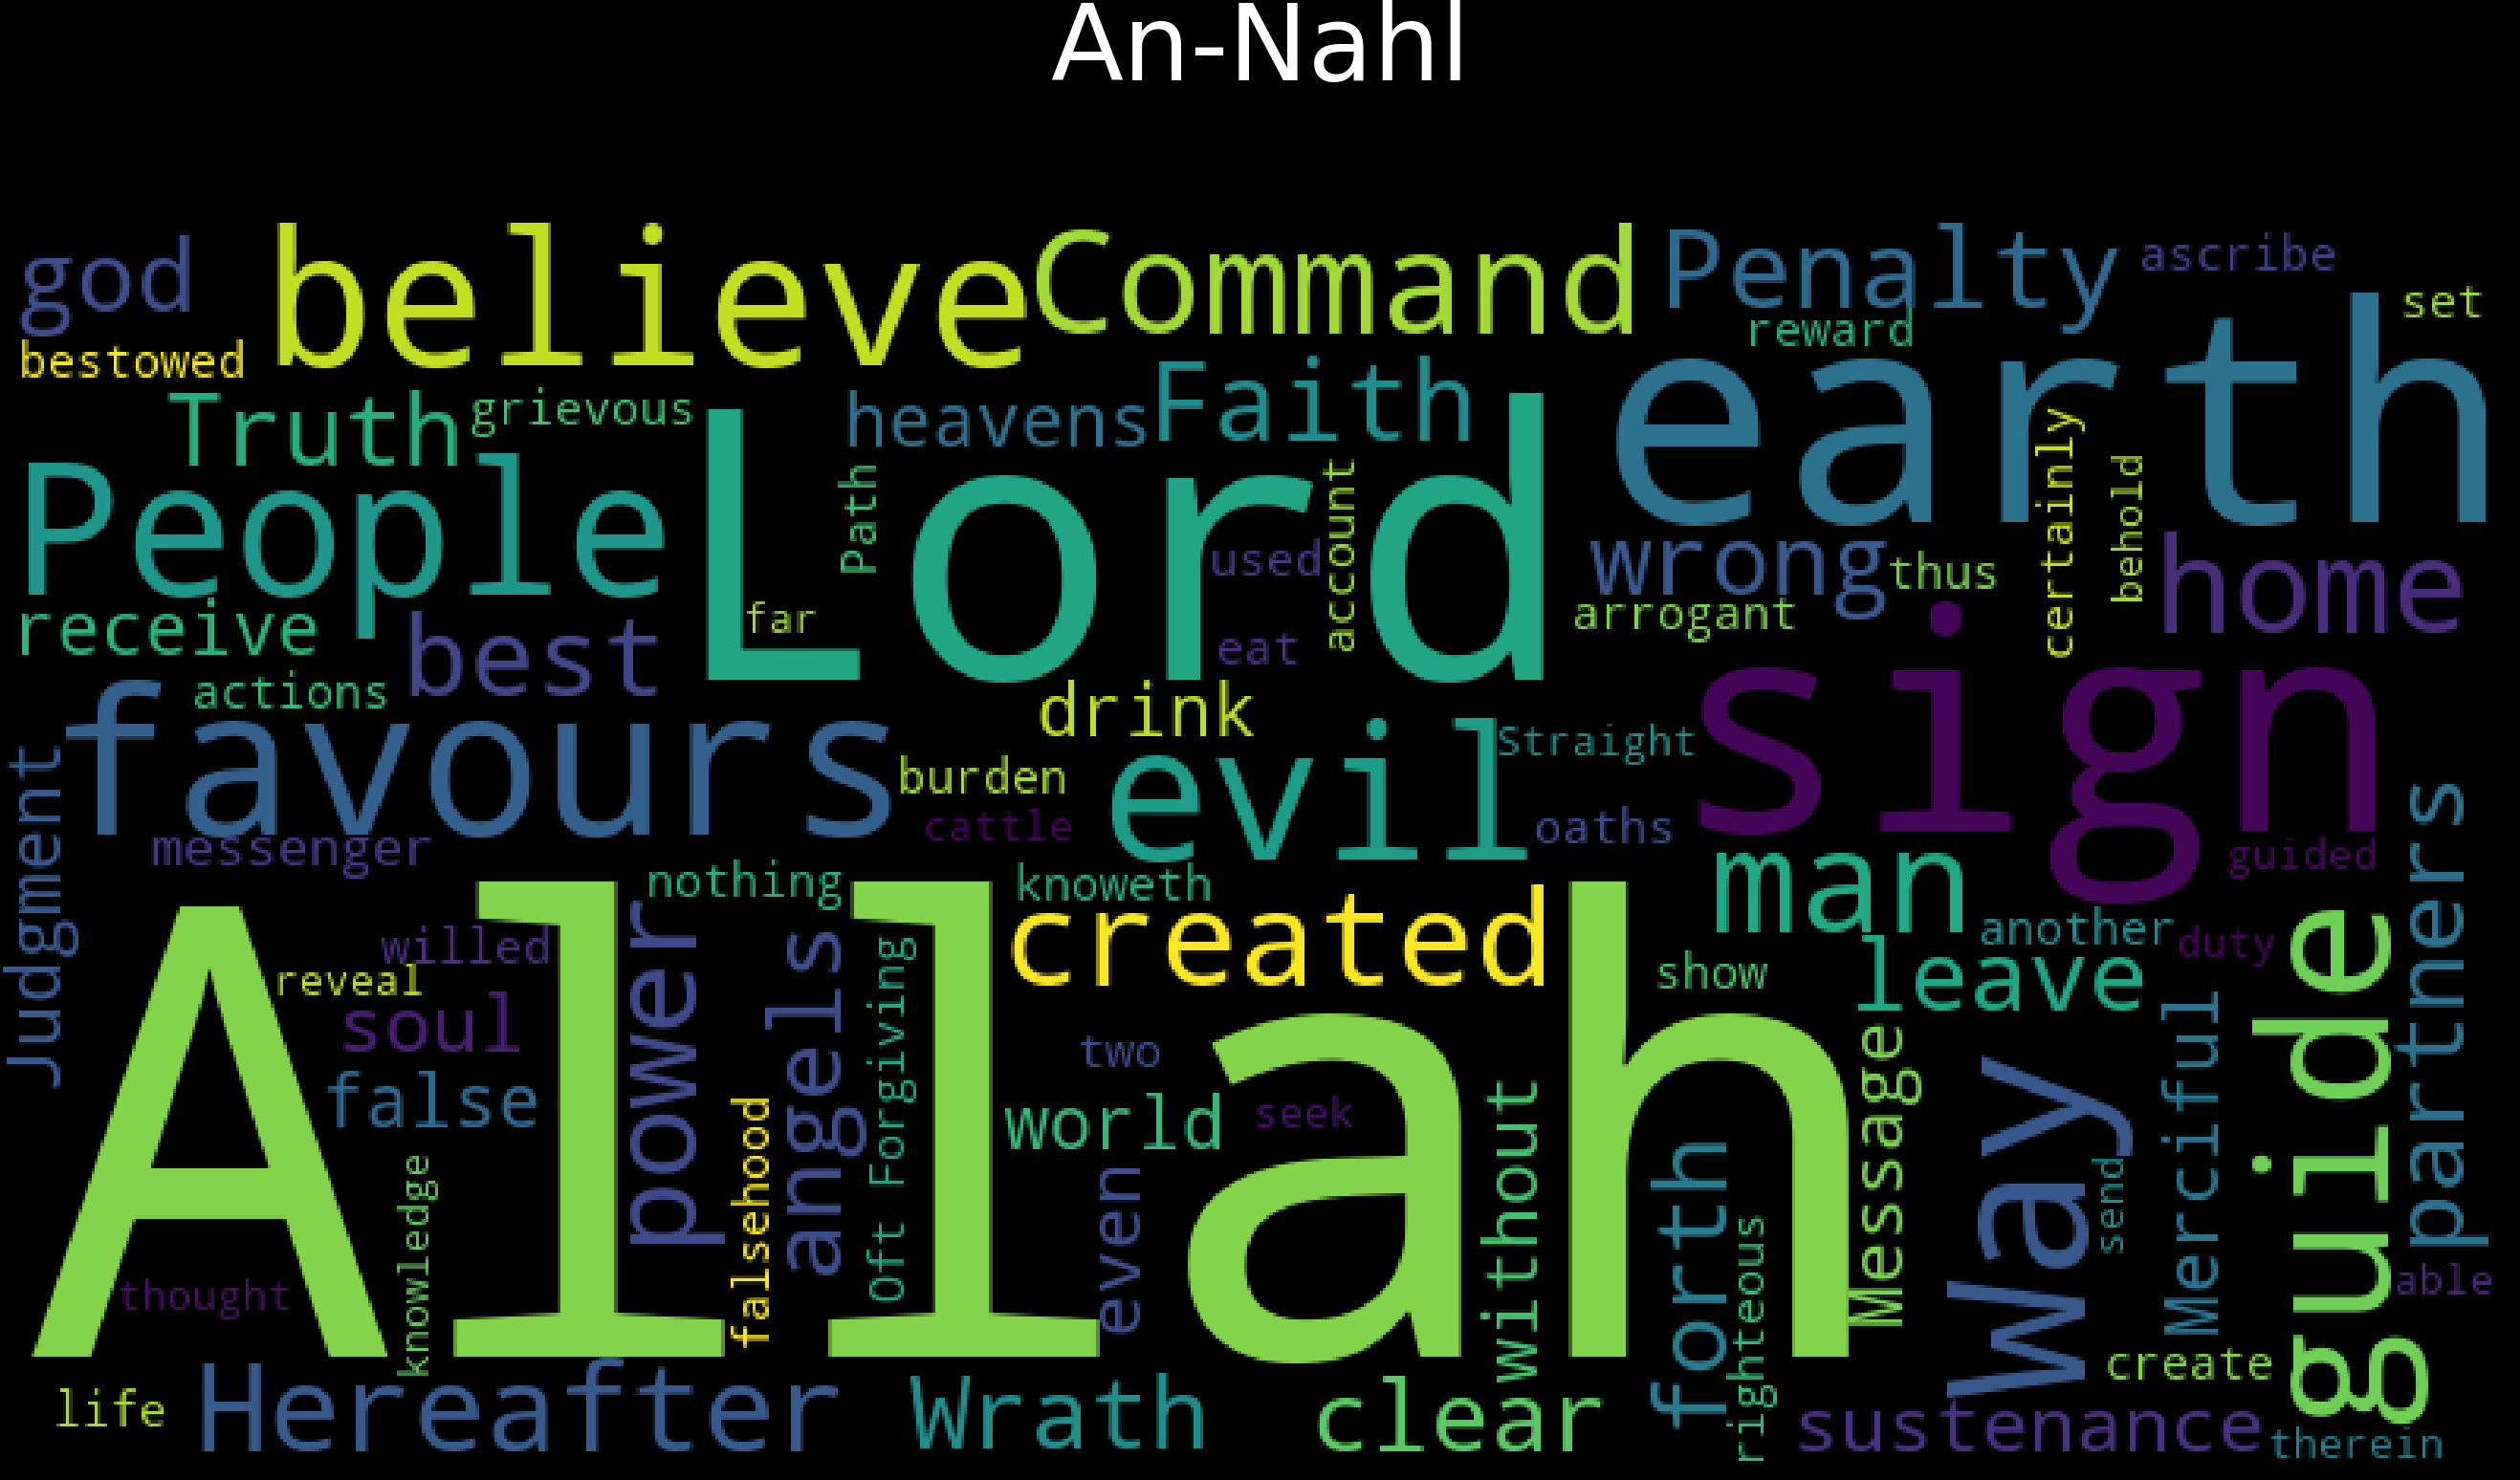 An-Nahl
god
believe
Command
Penalty
ascribe
set
bestowed
reward
earth
Truth
grievous
heavens
Faith
People
Lord
Path
account
used
certainly
behold
wrong
thus
home
receive
best
far
eat
arrogant
sign
actions
favours
drink
Straight
burden
evil
cattle
oaths
Judgment
messenger
nothing
knoweth
man
guided
partners
Allah
willed
reveal
power
angels
Oft Forgiving
created
show
another
duty
leave
guide
soul
false
falsehood
two
world
seek
without
even
forth
righteous
Message
Way
send
Merciful
thought
knowledge
able
create
life
Hereafter
Wrath
clear
sustenance
therein